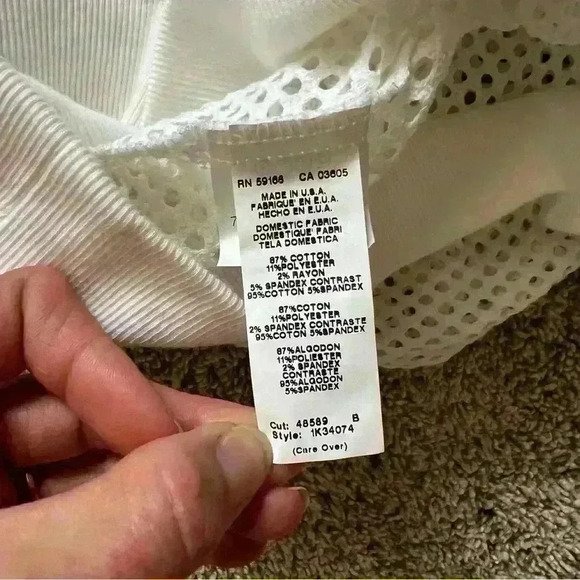 RN 59166 CA 03605
MADE IN U.S.A.
FABRIQUE' EN E.U.A.
HECHO EN E.U.A.
DOMESTIC FABRIC
DOMESTIQUE' FABRI
TELA DOMESTICA
87% COTTON
11%POLYESTER
2% RAYON
5% SPANDEX CONTRAST
95%COTTON 5%SPANDEX
87%COTON
11%POLYESTER
2% SPANDEX CONTRASTE
95% COTON 5%SPANDEX
87%ALGODON
11%POLIESTER
2% SPANDEX
CONTRASTE
95%ALGODON
5%SPANDEX
Cut: 48589 B
Style: 1K34074
(Care Over)
7